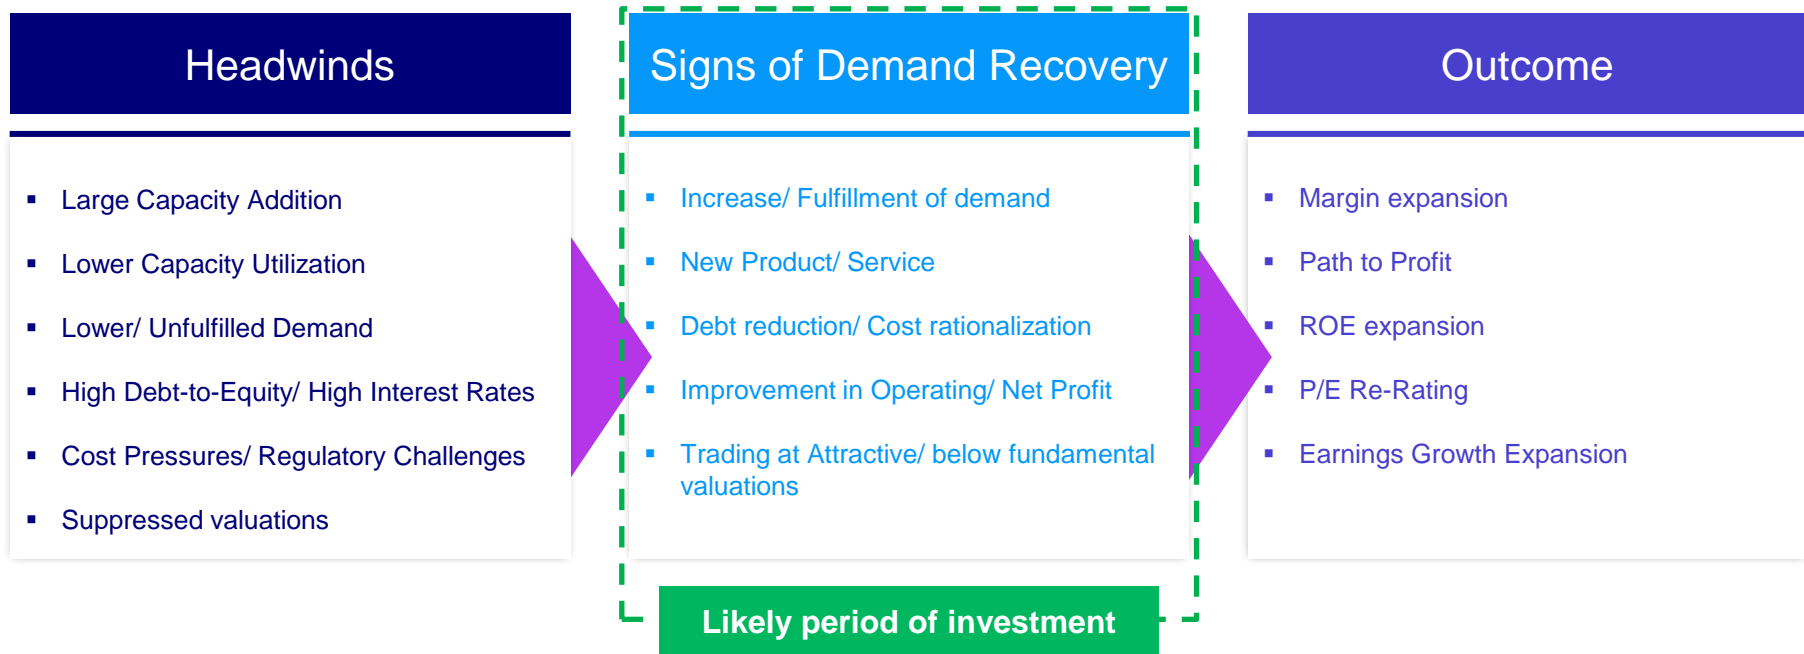 Headwinds
▪ Large Capacity Addition
▪ Lower Capacity Utilization
▪ Lower/ Unfulfilled Demand
▪ High Debt-to-Equity/ High Interest Rates
▪ Cost Pressures/ Regulatory Challenges
▪ Suppressed valuations
Signs of Demand Recovery
▪ Increase/ Fulfillment of demand
▪ New Product/ Service
▪ Debt reduction/ Cost rationalization
▪ Improvement in Operating/ Net Profit
▪ Trading at Attractive/ below fundamental
valuations
Likely period of investment
Outcome
▪ Margin expansion
▪ Path to Profit
▪ ROE expansion
▪ P/E Re-Rating
▪ Earnings Growth Expansion